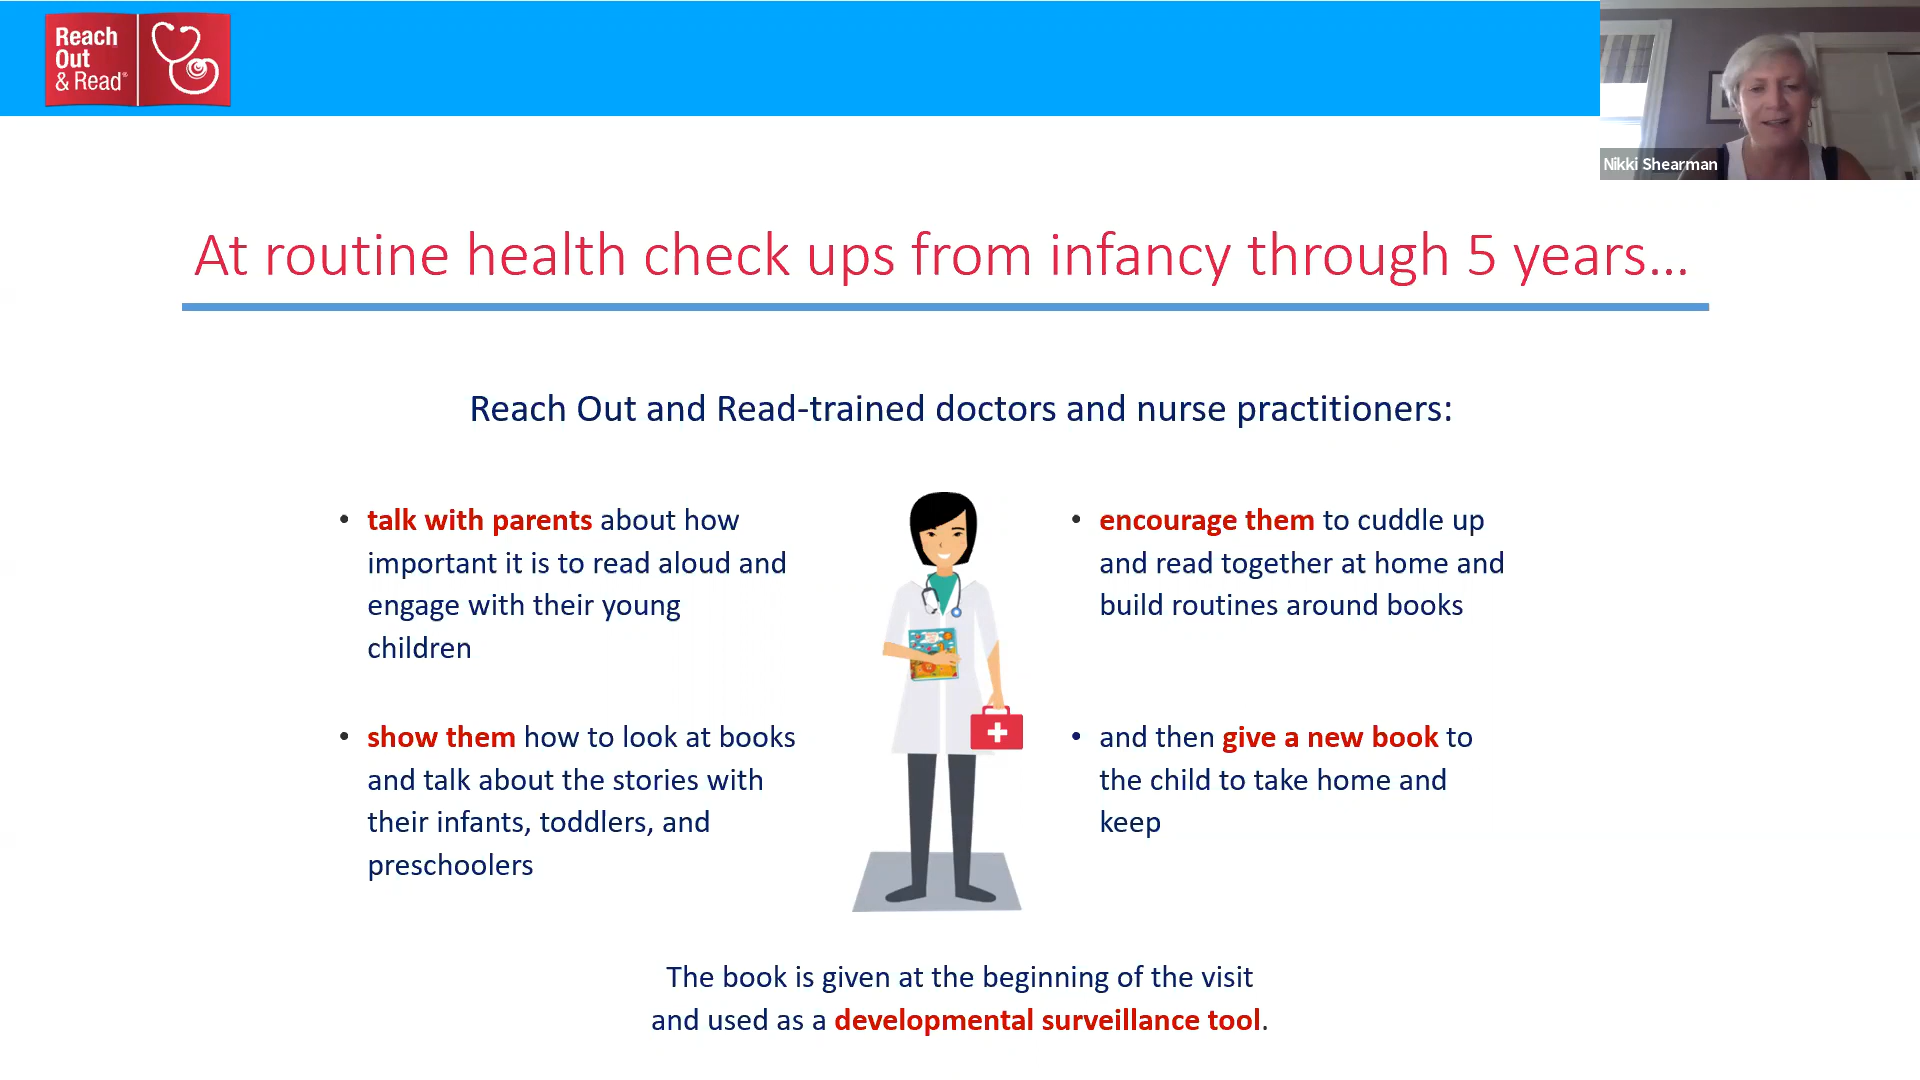 Reach
Out
& Read®
Nikki Shearman
At routine health check ups from infancy through 5 years...
Reach Out and Read-trained doctors and nurse practitioners:
• talk with parents about how
important it is to read aloud and
engage with their young
children
• show them how to look at books
and talk about the stories with
their infants, toddlers, and
preschoolers
• encourage them to cuddle up
and read together at home and
build routines around books
• and then give a new book to
the child to take home and
keep
The book is given at the beginning of the visit
and used as a developmental surveillance tool.